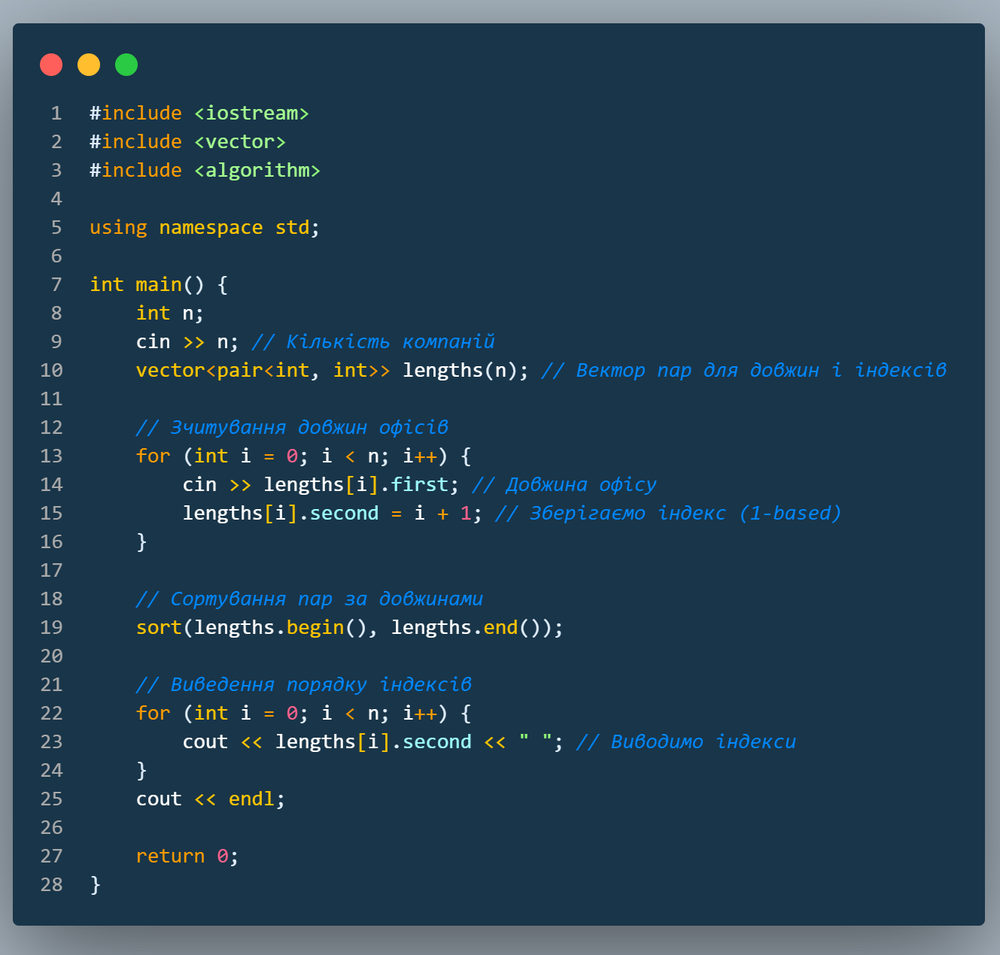 1 #include <iostream>
2 #include <vector>
3 #include <algorithm>
4
5 using namespace std;
6
7 int main() {
8     int n;
9     cin >> n; // Кількість компаній
10     vector<pair<int, int>> lengths(n); // Вектор пар для довжин і індексів
11
12     // Зчитування довжин офісів
13     for (int i = 0; i < n; i++) {
14         cin >> lengths[i].first; // Довжина офісу
15         lengths[i].second = i + 1; // Зберігаємо індекс (1-based)
16     }
17
18     // Сортування пар за довжинами
19     sort(lengths.begin(), lengths.end());
20
21     // Виведення порядку індексів
22     for (int i = 0; i < n; i++) {
23         cout << lengths[i].second << " "; // Виводимо індекси
24     }
25     cout << endl;
26
27     return 0;
28 }